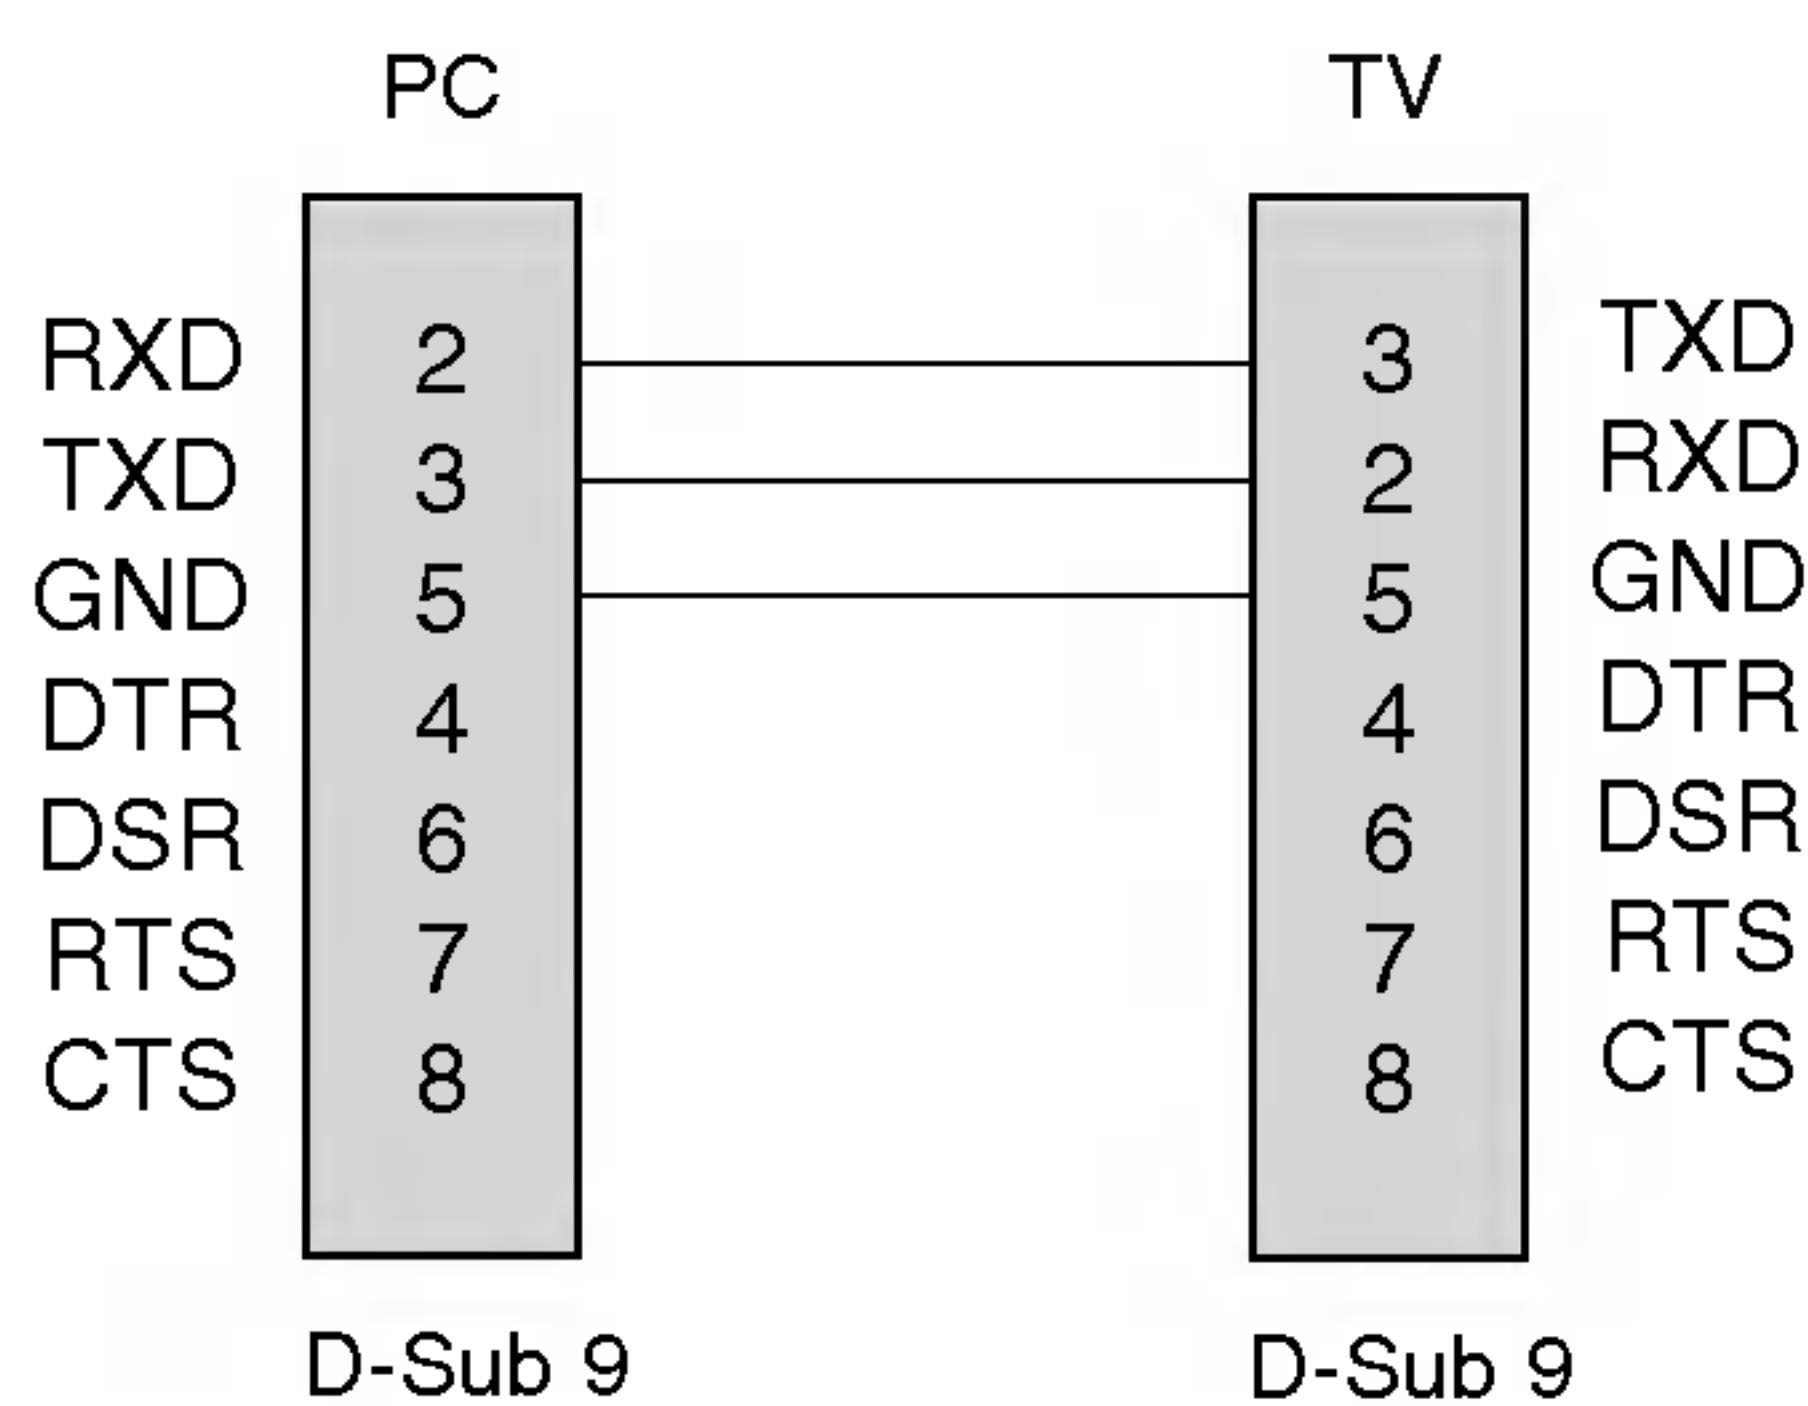 PC TV
RXD 2 3 TXD
TXD 3 2 RXD
GND 5 5 GND
DTR 4 4 DTR
DSR 6 6 DSR
RTS 7 7 RTS
CTS 8 8 CTS
D-Sub 9 D-Sub 9